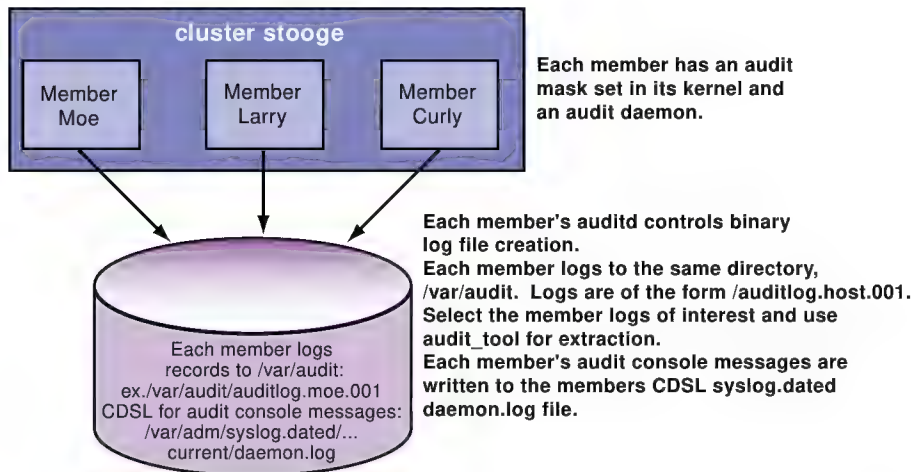 cluster stooge
Member
Moe
Member
Larry
Member
Curly
Each member has an audit
mask set in its kernel and
an audit daemon.
Each member's auditd controls binary
log file creation.
Each member logs to the same directory,
/var/audit. Logs are of the form /auditlog.host.001.
Select the member logs of interest and use
audit_tool for extraction.
Each member's audit console messages are
written to the members CDSL syslog.dated
daemon.log file.
Each member logs
records to /var/audit:
ex./var/audit/auditlog.moe.001
CDSL for audit console messages:
/var/adm/syslog.dated/...
current/daemon.log